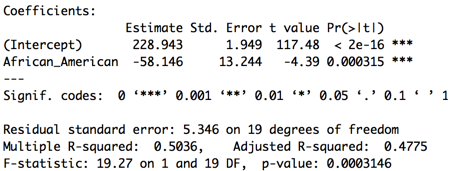 Coefficients:
Estimate Std. Error t value Pr(>|t|)
(Intercept) 228.943 1.949 117.48 < 2e-16 ***
African_American -58.146 13.244 -4.39 0.000315 ***
---
Signif. codes: 0 ‘***’ 0.001 ‘**’ 0.01 ‘*’ 0.05 ‘.’ 0.1 ‘ ’ 1
Residual standard error: 5.346 on 19 degrees of freedom
Multiple R-squared: 0.5036, Adjusted R-squared: 0.4775
F-statistic: 19.27 on 1 and 19 DF, p-value: 0.0003146